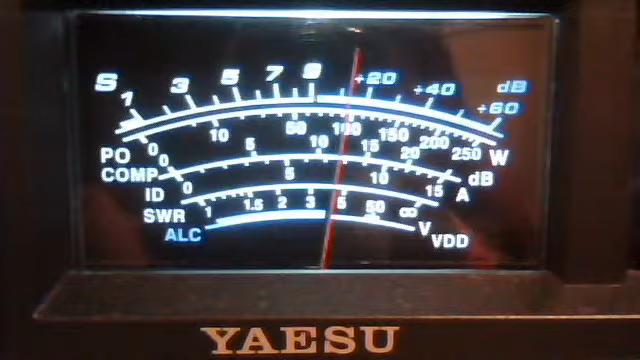 S 1 3 5 7 9 +20 +40 +60 dB
PO 0 10 50 100 150 200 250 W
COMP 0 5 10 15 20 dB
ID 0 5 10 15 A
SWR 1 1.5 2 3 5 50 ∞
ALC V VDD
YAESU